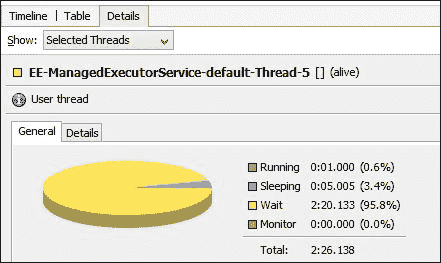 Timeline Table Details
Show: Selected Threads
EE-ManagedExecutorService-default-Thread-5 [] (alive)
User thread
General Details
Running 0:01.000 (0.6%)
Sleeping 0:05.005 (3.4%)
Wait 2:20.133 (95.8%)
Monitor 0:00.000 (0.0%)
Total: 2:26.138